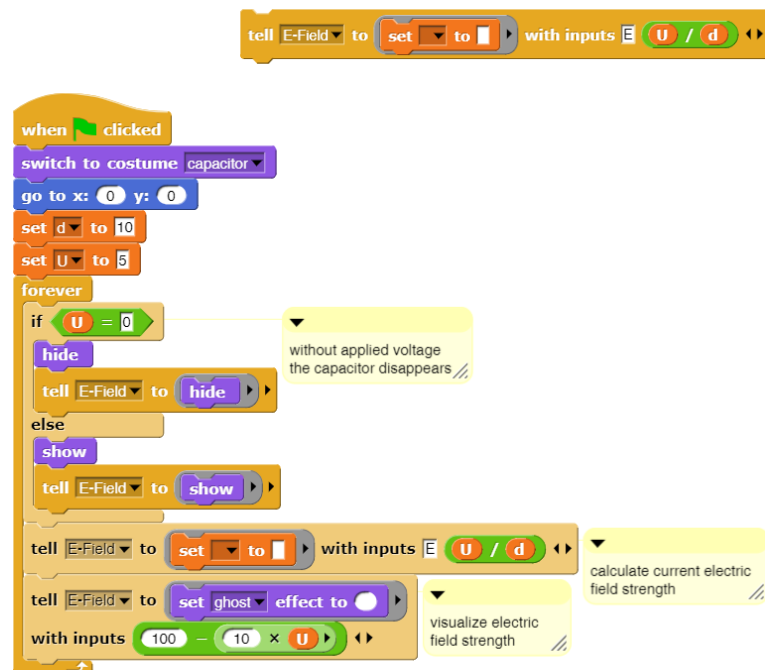 tell E-Field to set to with inputs E U / d
when clicked
switch to costume capacitor
go to x: 0 y: 0
set d to 10
set U to 5
forever
if U = 0
without applied voltage
the capacitor disappears
hide
tell E-Field to hide
else
show
tell E-Field to show
tell E-Field to set to with inputs E U / d
calculate current electric
field strength
tell E-Field to set ghost effect to
with inputs 100 − 10 × U
visualize electric
field strength